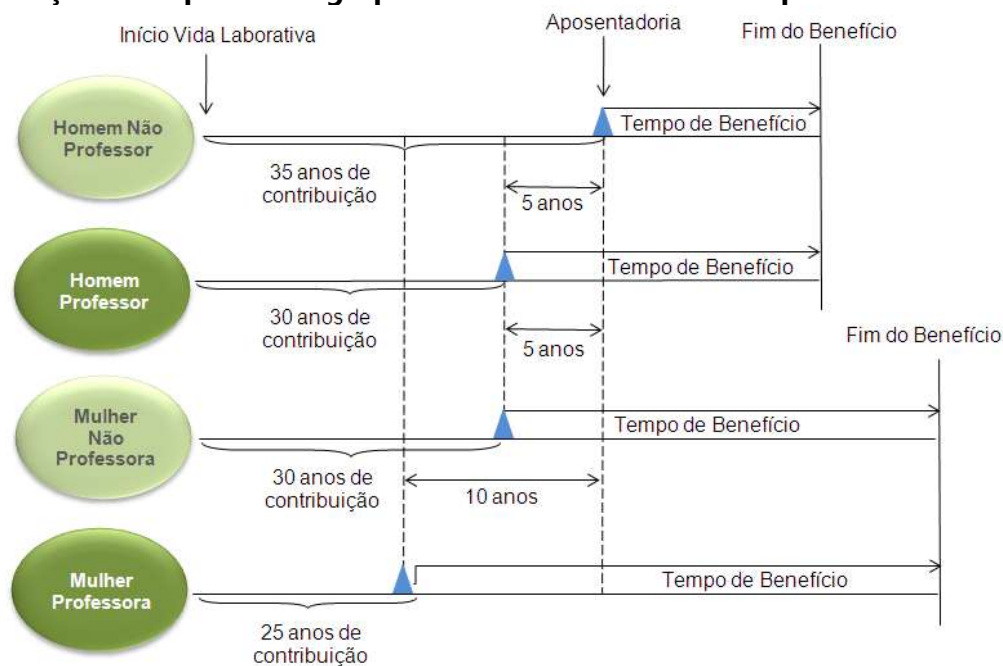 Início Vida Laborativa
Aposentadoria
Fim do Benefício
Homem Não
Professor
Tempo de Benefício
35 anos de
contribuição
5 anos
Homem
Professor
Tempo de Benefício
30 anos de
contribuição
5 anos
Fim do Benefício
Mulher
Não
Professora
Tempo de Benefício
30 anos de
contribuição
10 anos
Mulher
Professora
Tempo de Benefício
25 anos de
contribuição